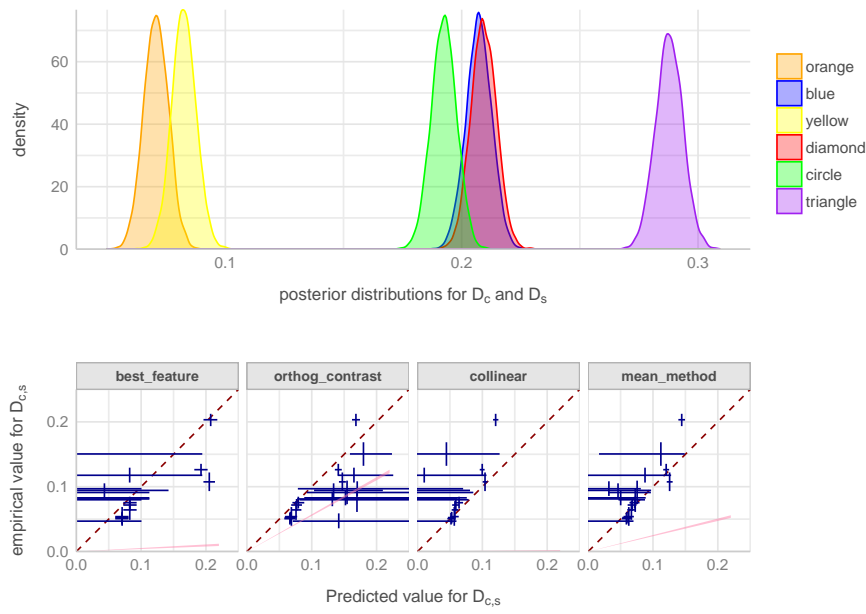 density
60
40
20
0
0.1
0.2
0.3
posterior distributions for Dc and Ds
orange
blue
yellow
diamond
circle
triangle
best_feature
orthog_contrast
collinear
mean_method
empirical value for Dc,s
0.2
0.1
0.0
0.0
0.1
0.2
0.0
0.1
0.2
0.0
0.1
0.2
0.0
0.1
0.2
Predicted value for Dc,s